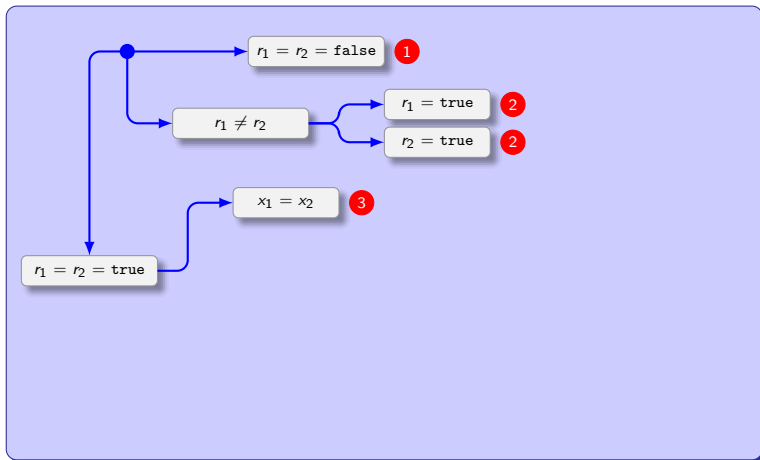 r₁ = r₂ = false 1
r₁ = true 2
r₁ ≠ r₂
r₂ = true 2
x₁ = x₂ 3
r₁ = r₂ = true